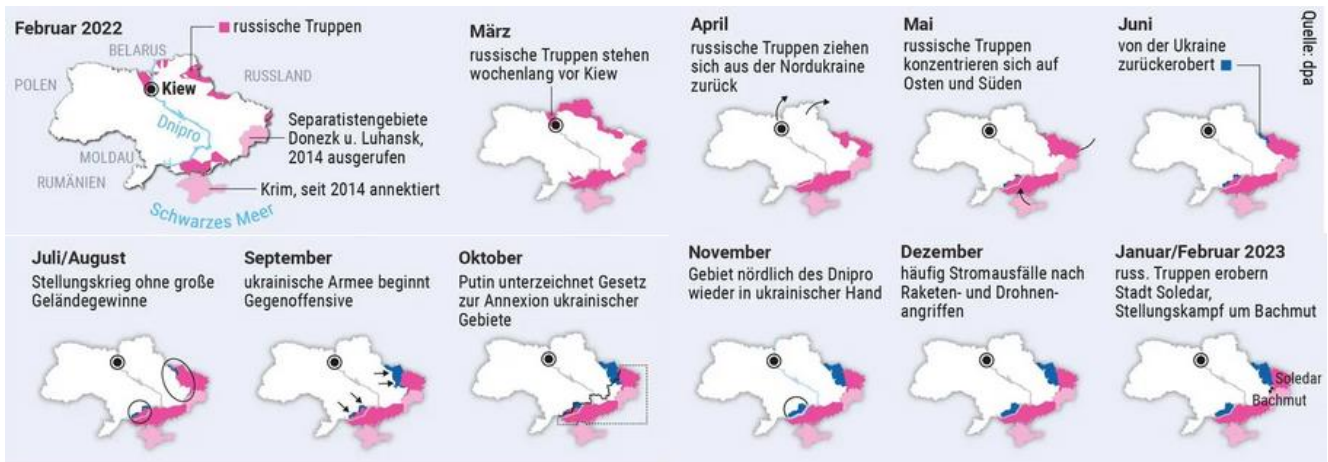 Februar 2022
russische Truppen
BELARUS
POLEN
RUSSLAND
Kiew
Dnipro
Separatistengebiete
Donezk u. Luhansk,
2014 ausgerufen
MOLDAU
RUMÄNIEN
Krim, seit 2014 annektiert
Schwarzes Meer
März
russische Truppen stehen
wochenlang vor Kiew
April
russische Truppen ziehen
sich aus der Nordukraine
zurück
Mai
russische Truppen
konzentrieren sich auf
Osten und Süden
Juni
von der Ukraine
zurückerobert
Quelle: dpa
Juli/August
Stellungskrieg ohne große
Geländegewinne
September
ukrainische Armee beginnt
Gegenoffensive
Oktober
Putin unterzeichnet Gesetz
zur Annexion ukrainischer
Gebiete
November
Gebiet nördlich des Dnipro
wieder in ukrainischer Hand
Dezember
häufig Stromausfälle nach
Raketen- und Drohnen-
angriffen
Januar/Februar 2023
russ. Truppen erobern
Stadt Soledar,
Stellungskampf um Bachmut
Soledar
Bachmut